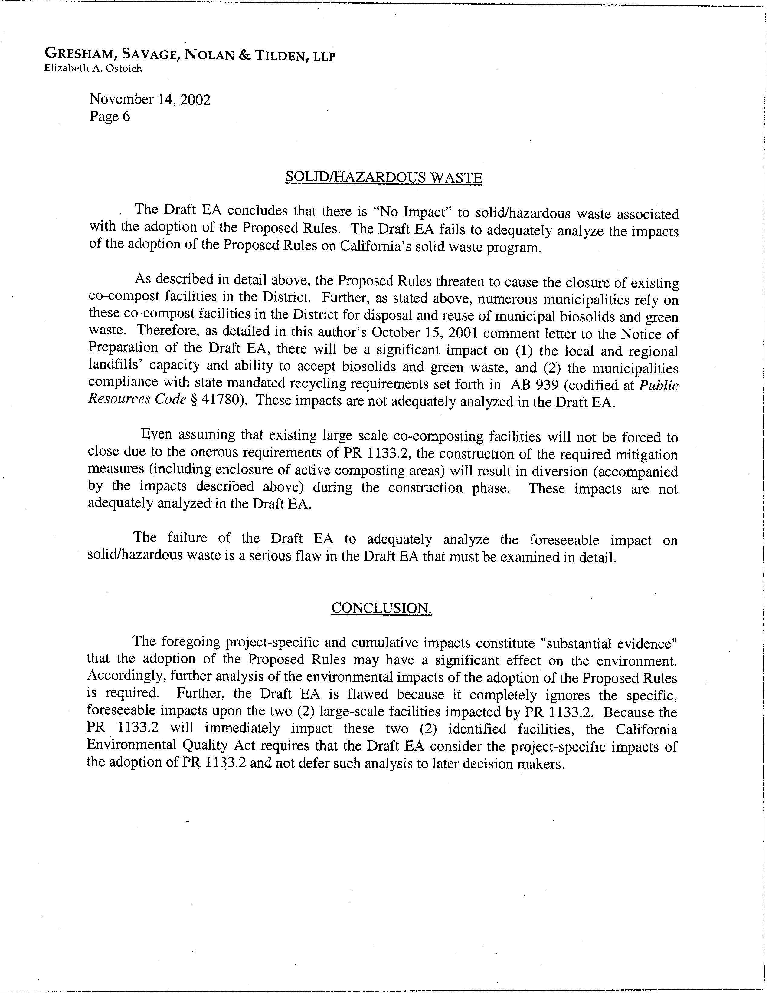 GRESHAM, SAVAGE, NOLAN & TILDEN, LLP
Elizabeth A. Ostoich
November 14, 2002
Page 6
SOLID/HAZARDOUS WASTE
The Draft EA concludes that there is “No Impact” to solid/hazardous waste associated
with the adoption of the Proposed Rules. The Draft EA fails to adequately analyze the impacts
of the adoption of the Proposed Rules on California’s solid waste program.
As described in detail above, the Proposed Rules threaten to cause the closure of existing
co-compost facilities in the District. Further, as stated above, numerous municipalities rely on
these co-compost facilities in the District for disposal and reuse of municipal biosolids and green
waste. Therefore, as detailed in this author’s October 15, 2001 comment letter to the Notice of
Preparation of the Draft EA, there will be a significant impact on (1) the local and regional
landfills’ capacity and ability to accept biosolids and green waste, and (2) the municipalities
compliance with state mandated recycling requirements set forth in AB 939 (codified at Public
Resources Code § 41780). These impacts are not adequately analyzed in the Draft EA.
Even assuming that existing large scale co-composting facilities will not be forced to
close due to the onerous requirements of PR 1133.2, the construction of the required mitigation
measures (including enclosure of active composting areas) will result in diversion (accompanied
by the impacts described above) during the construction phase. These impacts are not
adequately analyzed in the Draft EA.
The failure of the Draft EA to adequately analyze the foreseeable impact on
solid/hazardous waste is a serious flaw in the Draft EA that must be examined in detail.
CONCLUSION.
The foregoing project-specific and cumulative impacts constitute "substantial evidence"
that the adoption of the Proposed Rules may have a significant effect on the environment.
Accordingly, further analysis of the environmental impacts of the adoption of the Proposed Rules
is required. Further, the Draft EA is flawed because it completely ignores the specific,
foreseeable impacts upon the two (2) large-scale facilities impacted by PR 1133.2. Because the
PR 1133.2 will immediately impact these two (2) identified facilities, the California
Environmental Quality Act requires that the Draft EA consider the project-specific impacts of
the adoption of PR 1133.2 and not defer such analysis to later decision makers.